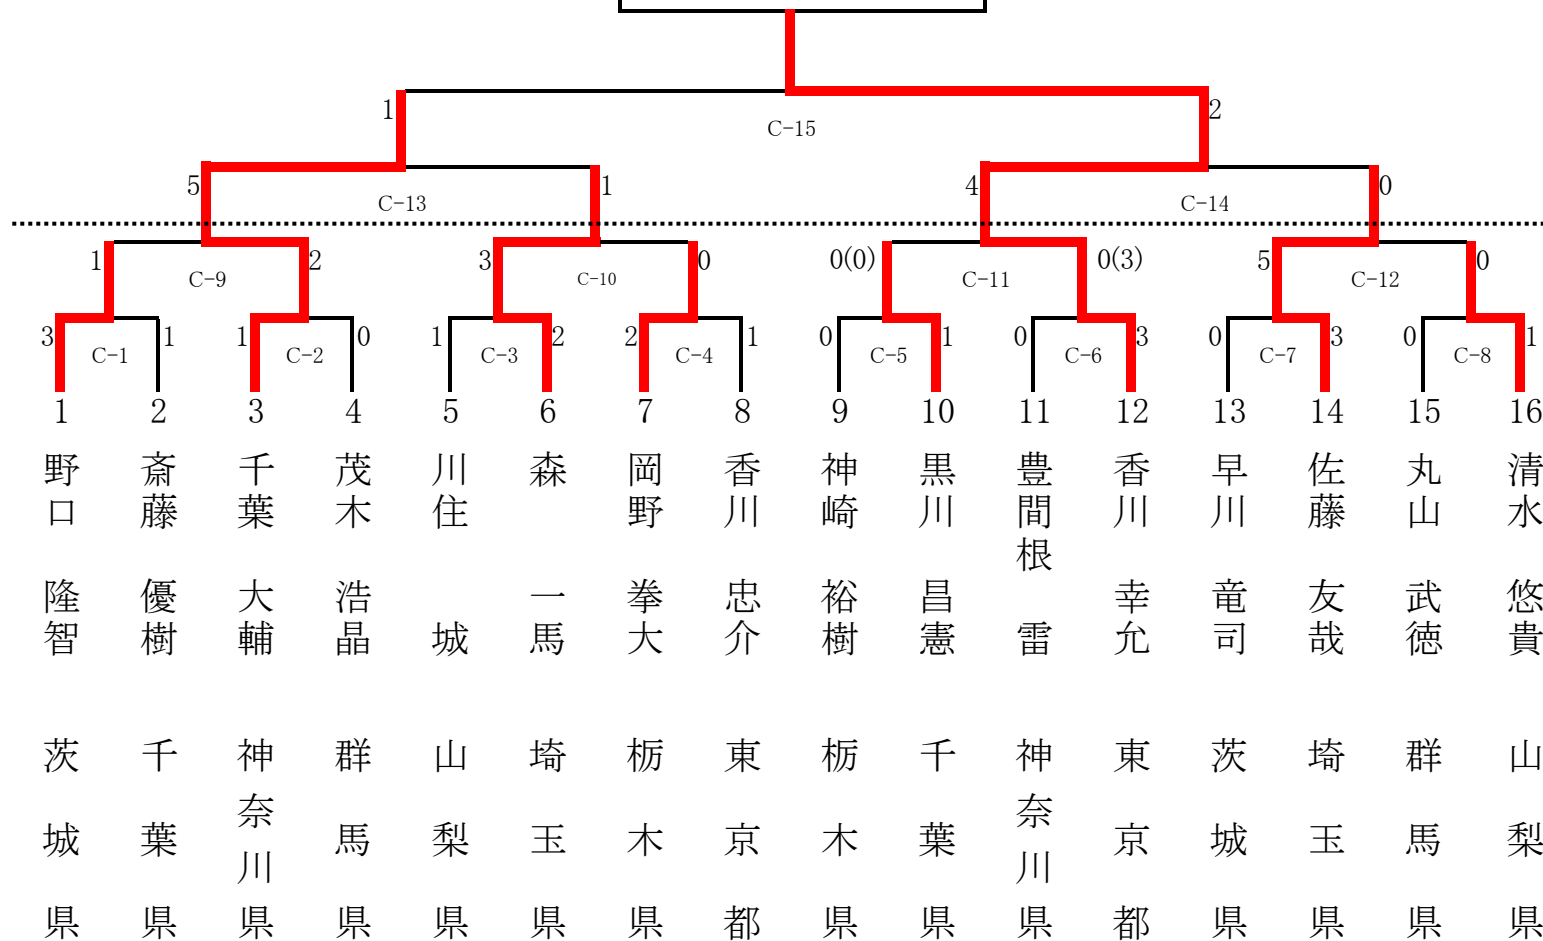 1 2
C-15
5 1 4 0
C-13 C-14
1 2 3 0 0(0) 0(3) 5 0
C-9 C-10 C-11 C-12
3 1 1 0 1 2 2 1 0 1 0 3 0 3 0 1
C-1 C-2 C-3 C-4 C-5 C-6 C-7 C-8
1 2 3 4 5 6 7 8 9 10 11 12 13 14 15 16
野口 隆智
斎藤 優樹
千葉 大輔
茂木 浩晶
川住 城
森 一馬
岡野 拳大
香川 忠介
神崎 裕樹
黒川 昌憲
豊間根 雷
香川 幸允
早川 竜司
佐藤 友哉
丸山 武徳
清水 悠貴
茨城県
千葉県
神奈川県
群馬県
山梨県
埼玉県
栃木県
東京都
栃木県
千葉県
神奈川県
東京都
茨城県
埼玉県
群馬県
山梨県